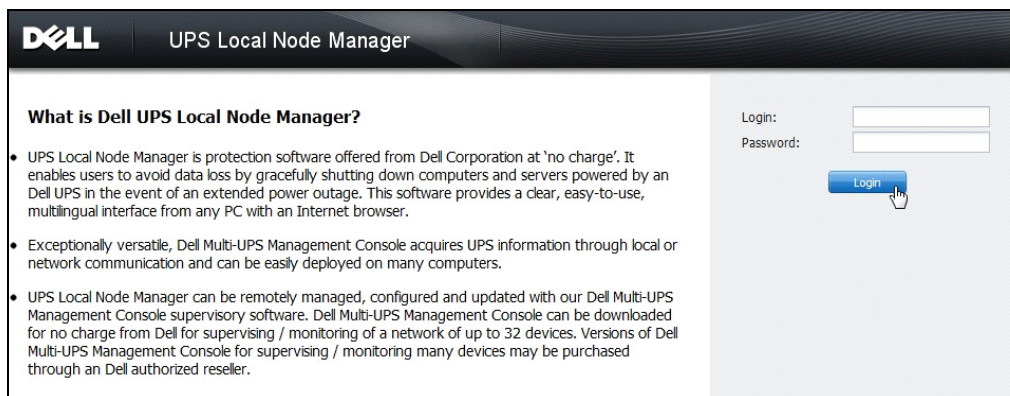 DELL
UPS Local Node Manager
What is Dell UPS Local Node Manager?
• UPS Local Node Manager is protection software offered from Dell Corporation at ‘no charge’. It
enables users to avoid data loss by gracefully shutting down computers and servers powered by an
Dell UPS in the event of an extended power outage. This software provides a clear, easy-to-use,
multilingual interface from any PC with an Internet browser.
• Exceptionally versatile, Dell Multi-UPS Management Console acquires UPS information through local or
network communication and can be easily deployed on many computers.
• UPS Local Node Manager can be remotely managed, configured and updated with our Dell Multi-UPS
Management Console supervisory software. Dell Multi-UPS Management Console can be downloaded
for no charge from Dell for supervising / monitoring of a network of up to 32 devices. Versions of Dell
Multi-UPS Management Console for supervising / monitoring many devices may be purchased
through an Dell authorized reseller.
Login:
Password:
Login